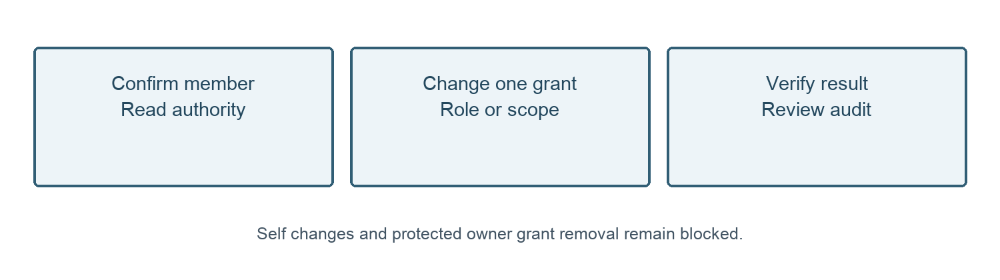 Confirm member
Read authority
Change one grant
Role or scope
Verify result
Review audit
Self changes and protected owner grant removal remain blocked.